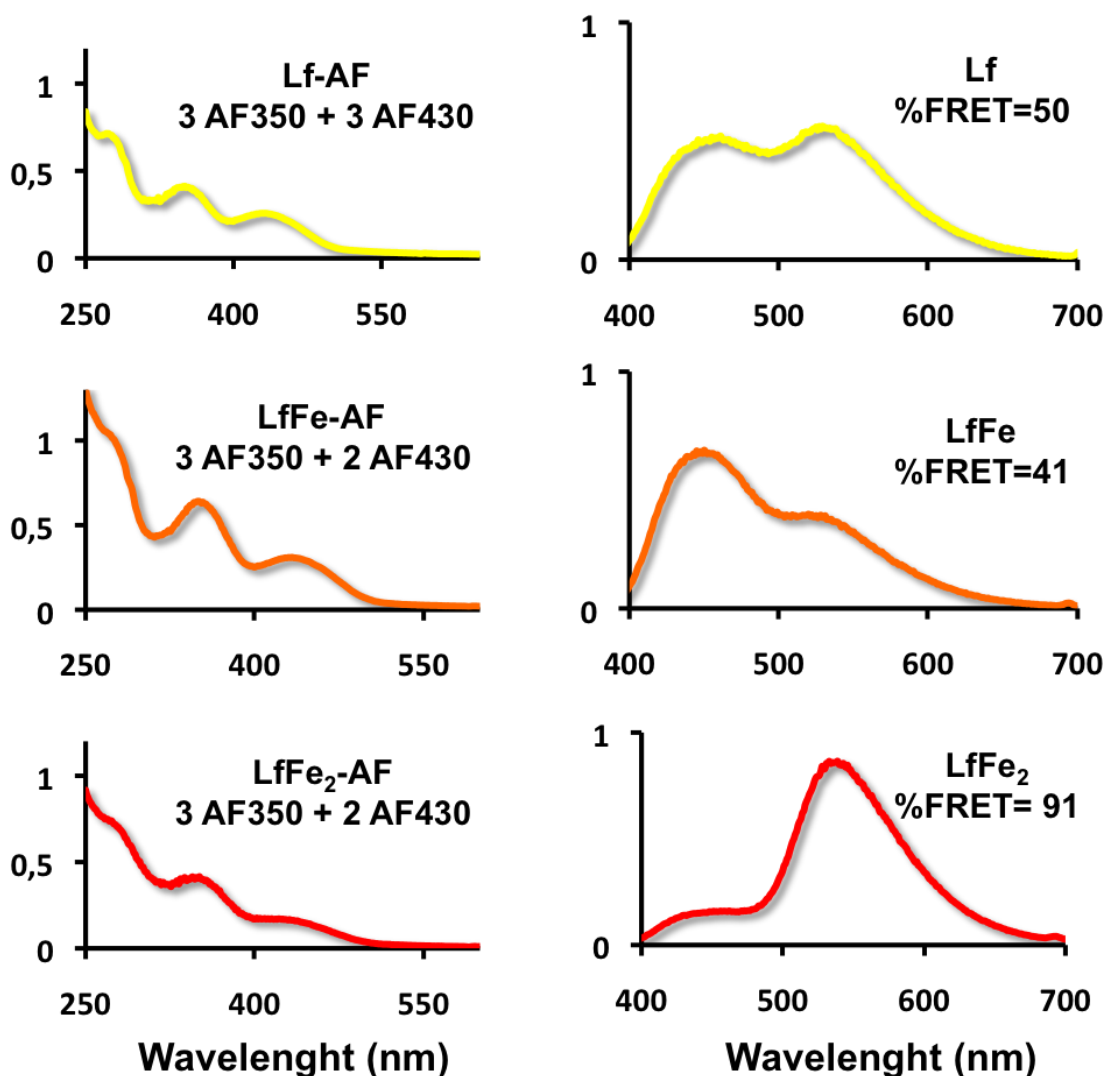 Lf-AF
3 AF350 + 3 AF430
1
0,5
0
250 400 550
Lf
%FRET=50
1
0
400 500 600 700
LfFe-AF
3 AF350 + 2 AF430
1
0,5
0
250 400 550
LfFe
%FRET=41
1
0
400 500 600 700
LfFe₂-AF
3 AF350 + 2 AF430
1
0,5
0
250 400 550
Wavelenght (nm)
LfFe₂
%FRET= 91
1
0
400 500 600 700
Wavelenght (nm)